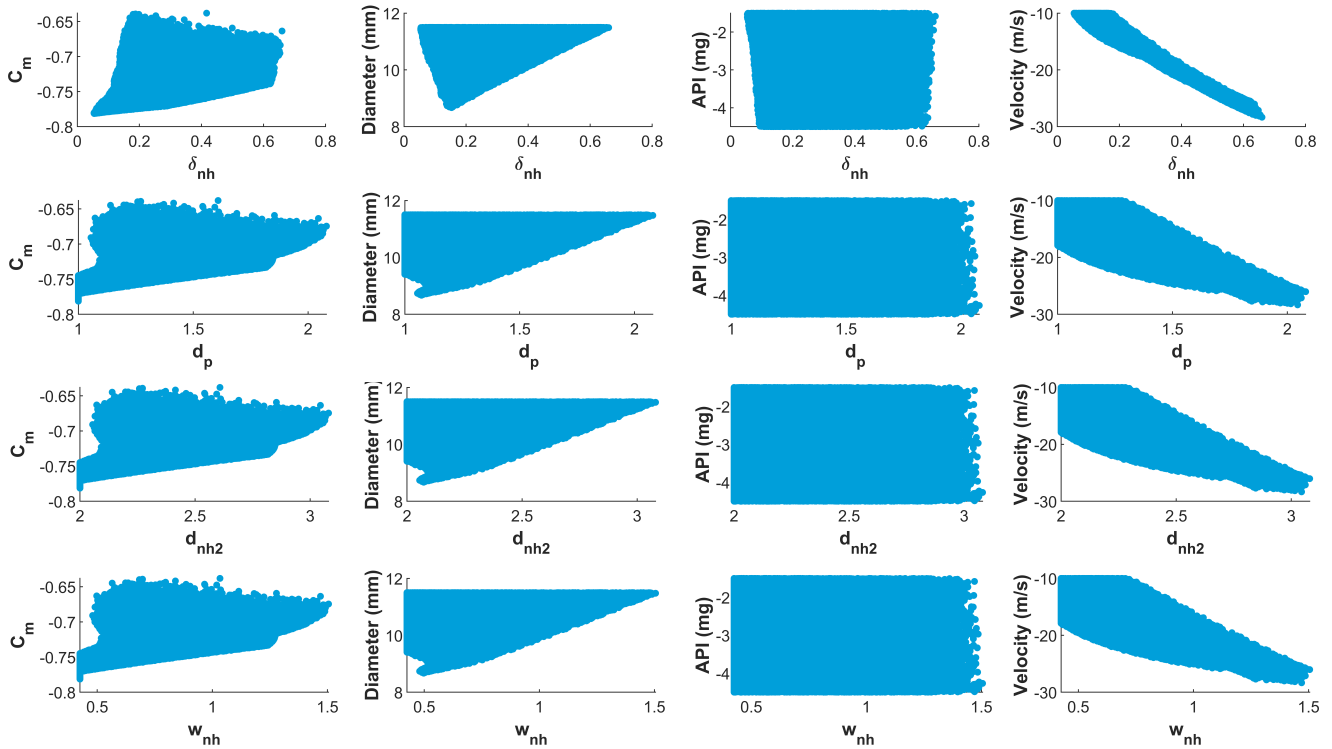 -0.65
-0.7
-0.75
-0.8
C_m
0 0.2 0.4 0.6 0.8
δ_nh
12
10
8
Diameter (mm)
0 0.2 0.4 0.6 0.8
δ_nh
-2
-3
-4
API (mg)
0 0.2 0.4 0.6 0.8
δ_nh
-10
-20
-30
Velocity (m/s)
0 0.2 0.4 0.6 0.8
δ_nh
-0.65
-0.7
-0.75
-0.8
C_m
1 1.5 2
d_p
12
10
8
Diameter (mm)
1 1.5 2
d_p
-2
-3
-4
API (mg)
1 1.5 2
d_p
-10
-20
-30
Velocity (m/s)
1 1.5 2
d_p
-0.65
-0.7
-0.75
-0.8
C_m
2 2.5 3
d_nh2
12
10
8
Diameter (mm)
2 2.5 3
d_nh2
-2
-3
-4
API (mg)
2 2.5 3
d_nh2
-10
-20
-30
Velocity (m/s)
2 2.5 3
d_nh2
-0.65
-0.7
-0.75
-0.8
C_m
0.5 1 1.5
w_nh
12
10
8
Diameter (mm)
0.5 1 1.5
w_nh
-2
-3
-4
API (mg)
0.5 1 1.5
w_nh
-10
-20
-30
Velocity (m/s)
0.5 1 1.5
w_nh